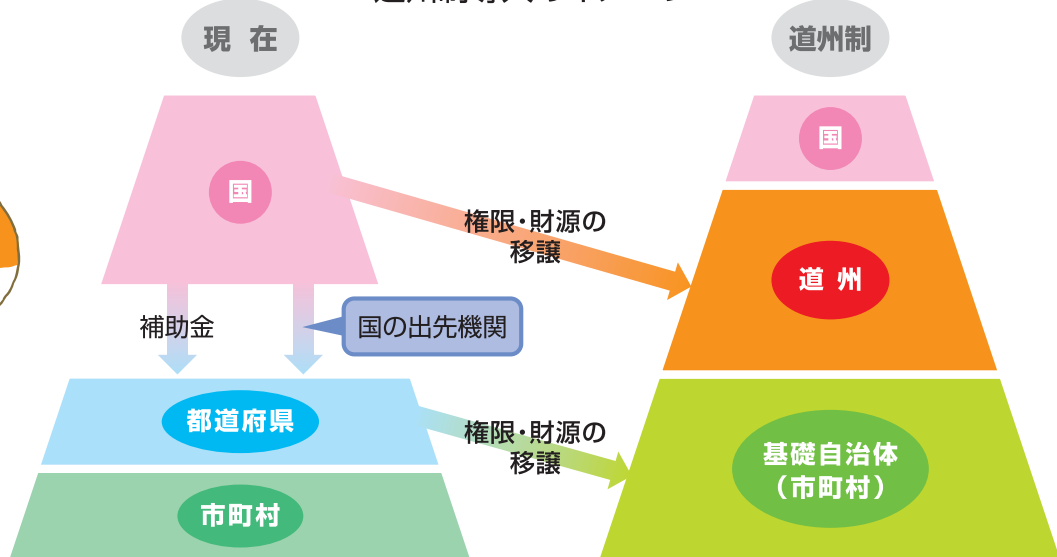 現 在
道州制
国
国
権限・財源の
移譲
道 州
補助金
国の出先機関
都道府県
権限・財源の
移譲
基礎自治体
（市町村）
市町村